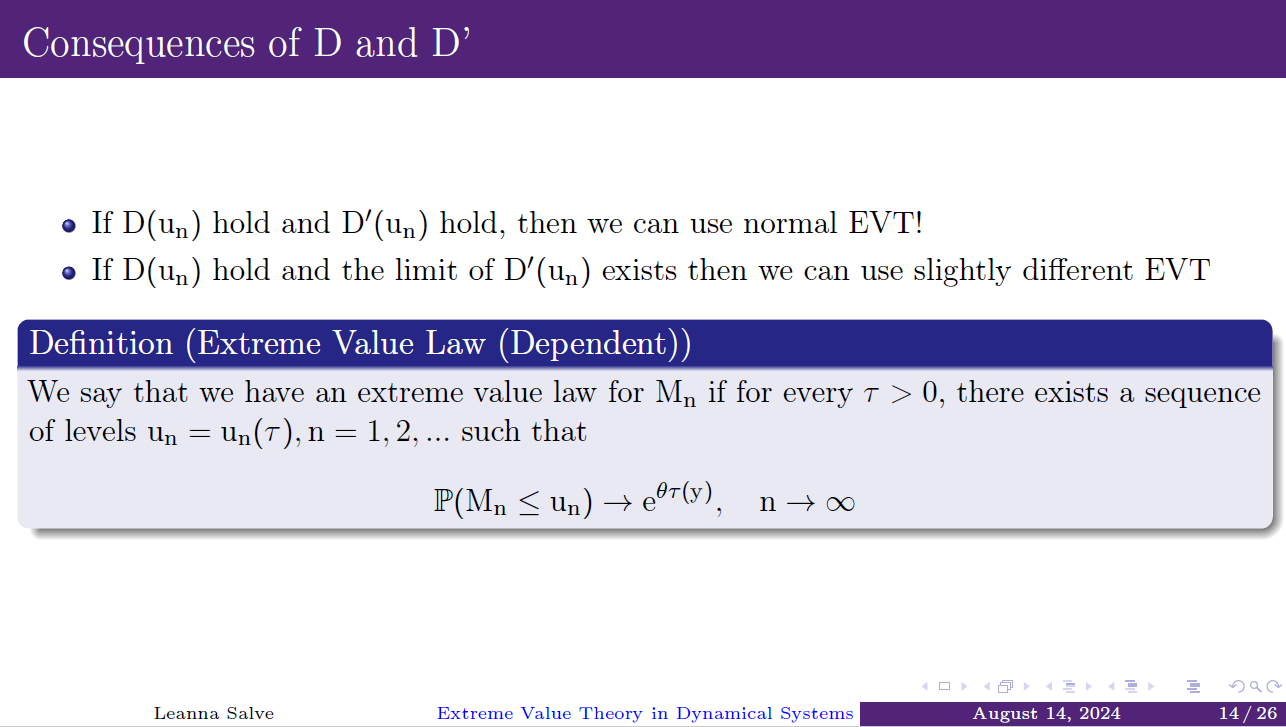 Consequences of D and D'
If D(uₙ) hold and D′(uₙ) hold, then we can use normal EVT!
If D(uₙ) hold and the limit of D′(uₙ) exists then we can use slightly different EVT
Definition (Extreme Value Law (Dependent))
We say that we have an extreme value law for Mₙ if for every τ > 0, there exists a sequence
of levels uₙ = uₙ(τ), n = 1, 2, ... such that
ℙ(Mₙ ≤ uₙ) → e^{θτ(y)},    n → ∞
Leanna Salve    Extreme Value Theory in Dynamical Systems    August 14, 2024    14 / 26